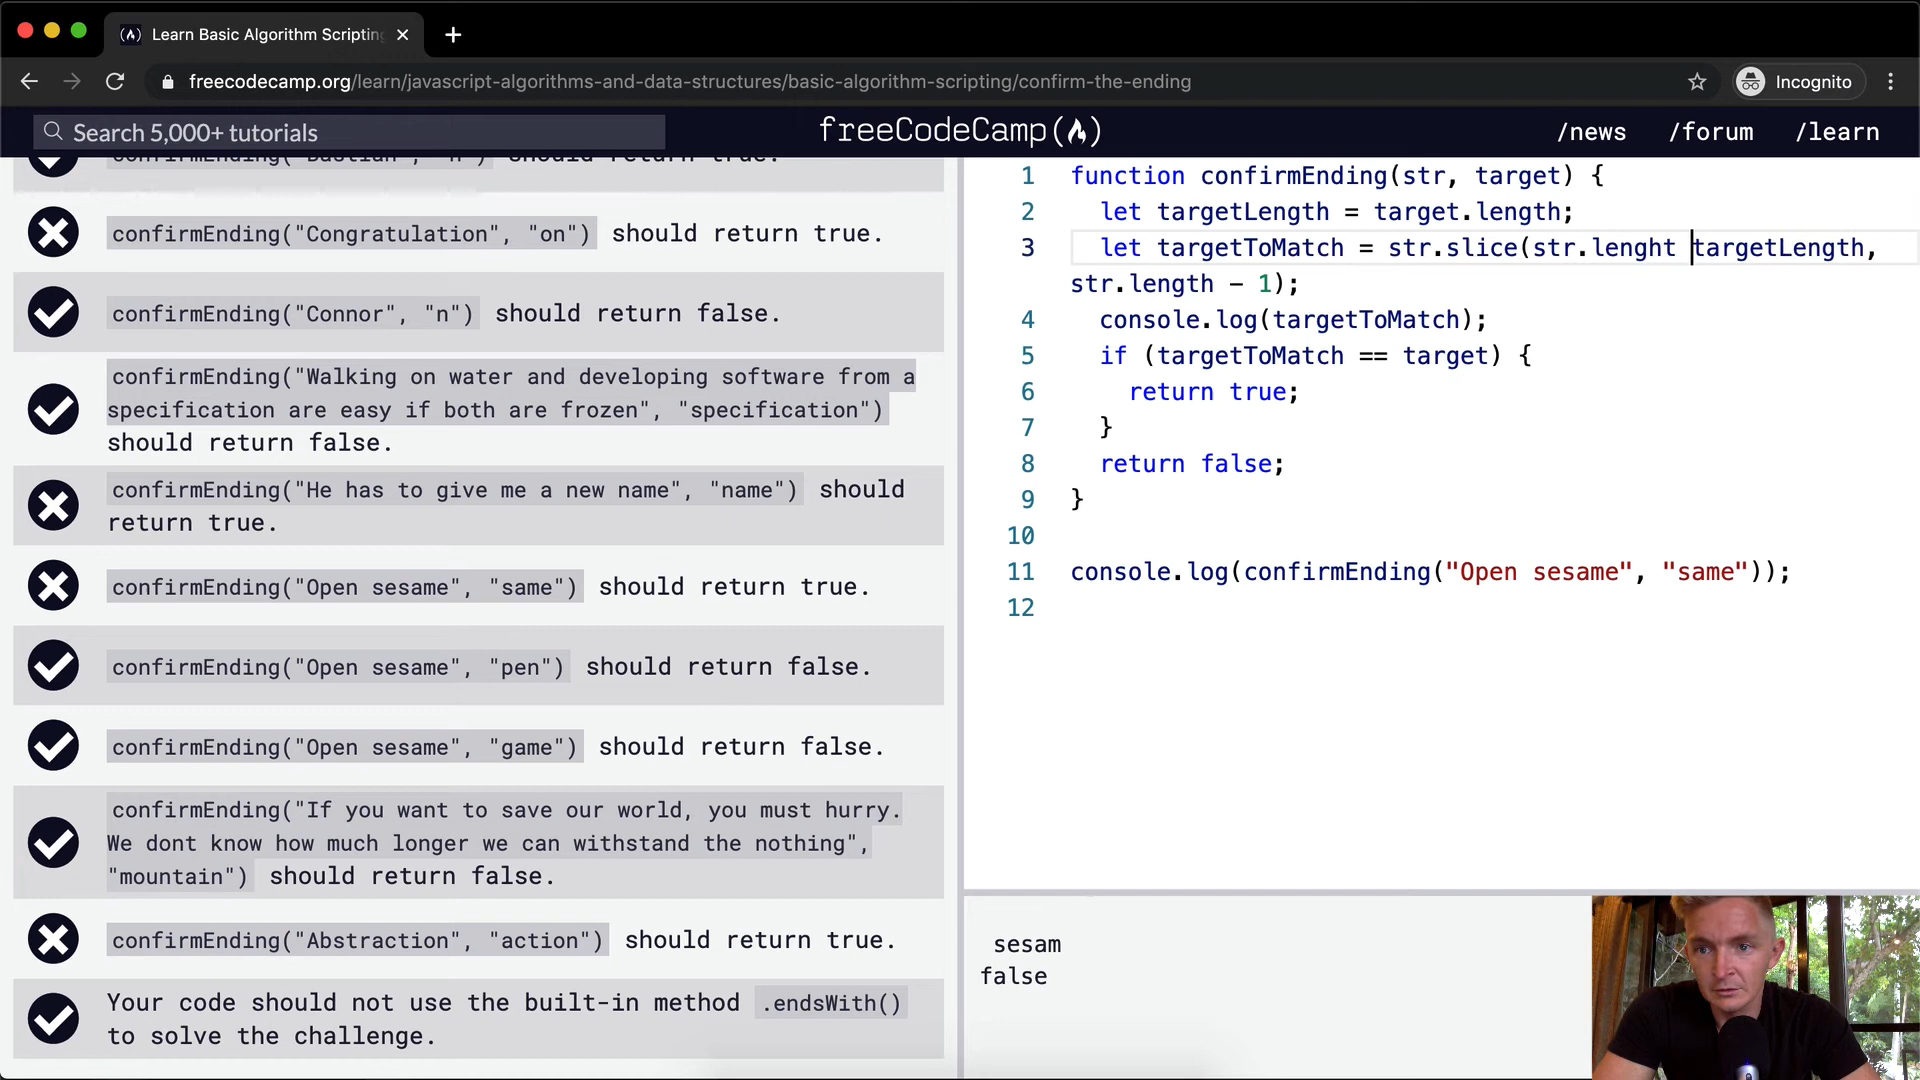 Learn Basic Algorithm Scripting
freecodecamp.org/learn/javascript-algorithms-and-data-structures/basic-algorithm-scripting/confirm-the-ending
Incognito
Search 5,000+ tutorials
freeCodeCamp
/news /forum /learn
confirmEnding("Bastian", "n") should return true.
confirmEnding("Congratulation", "on") should return true.
confirmEnding("Connor", "n") should return false.
confirmEnding("Walking on water and developing software from a
specification are easy if both are frozen", "specification")
should return false.
confirmEnding("He has to give me a new name", "name") should
return true.
confirmEnding("Open sesame", "same") should return true.
confirmEnding("Open sesame", "pen") should return false.
confirmEnding("Open sesame", "game") should return false.
confirmEnding("If you want to save our world, you must hurry.
We dont know how much longer we can withstand the nothing",
"mountain") should return false.
confirmEnding("Abstraction", "action") should return true.
Your code should not use the built-in method .endsWith()
to solve the challenge.
1 function confirmEnding(str, target) {
2 let targetLength = target.length;
3 let targetToMatch = str.slice(str.lenght targetLength,
str.length - 1);
4 console.log(targetToMatch);
5 if (targetToMatch == target) {
6 return true;
7 }
8 return false;
9 }
10
11 console.log(confirmEnding("Open sesame", "same"));
12
sesam
false